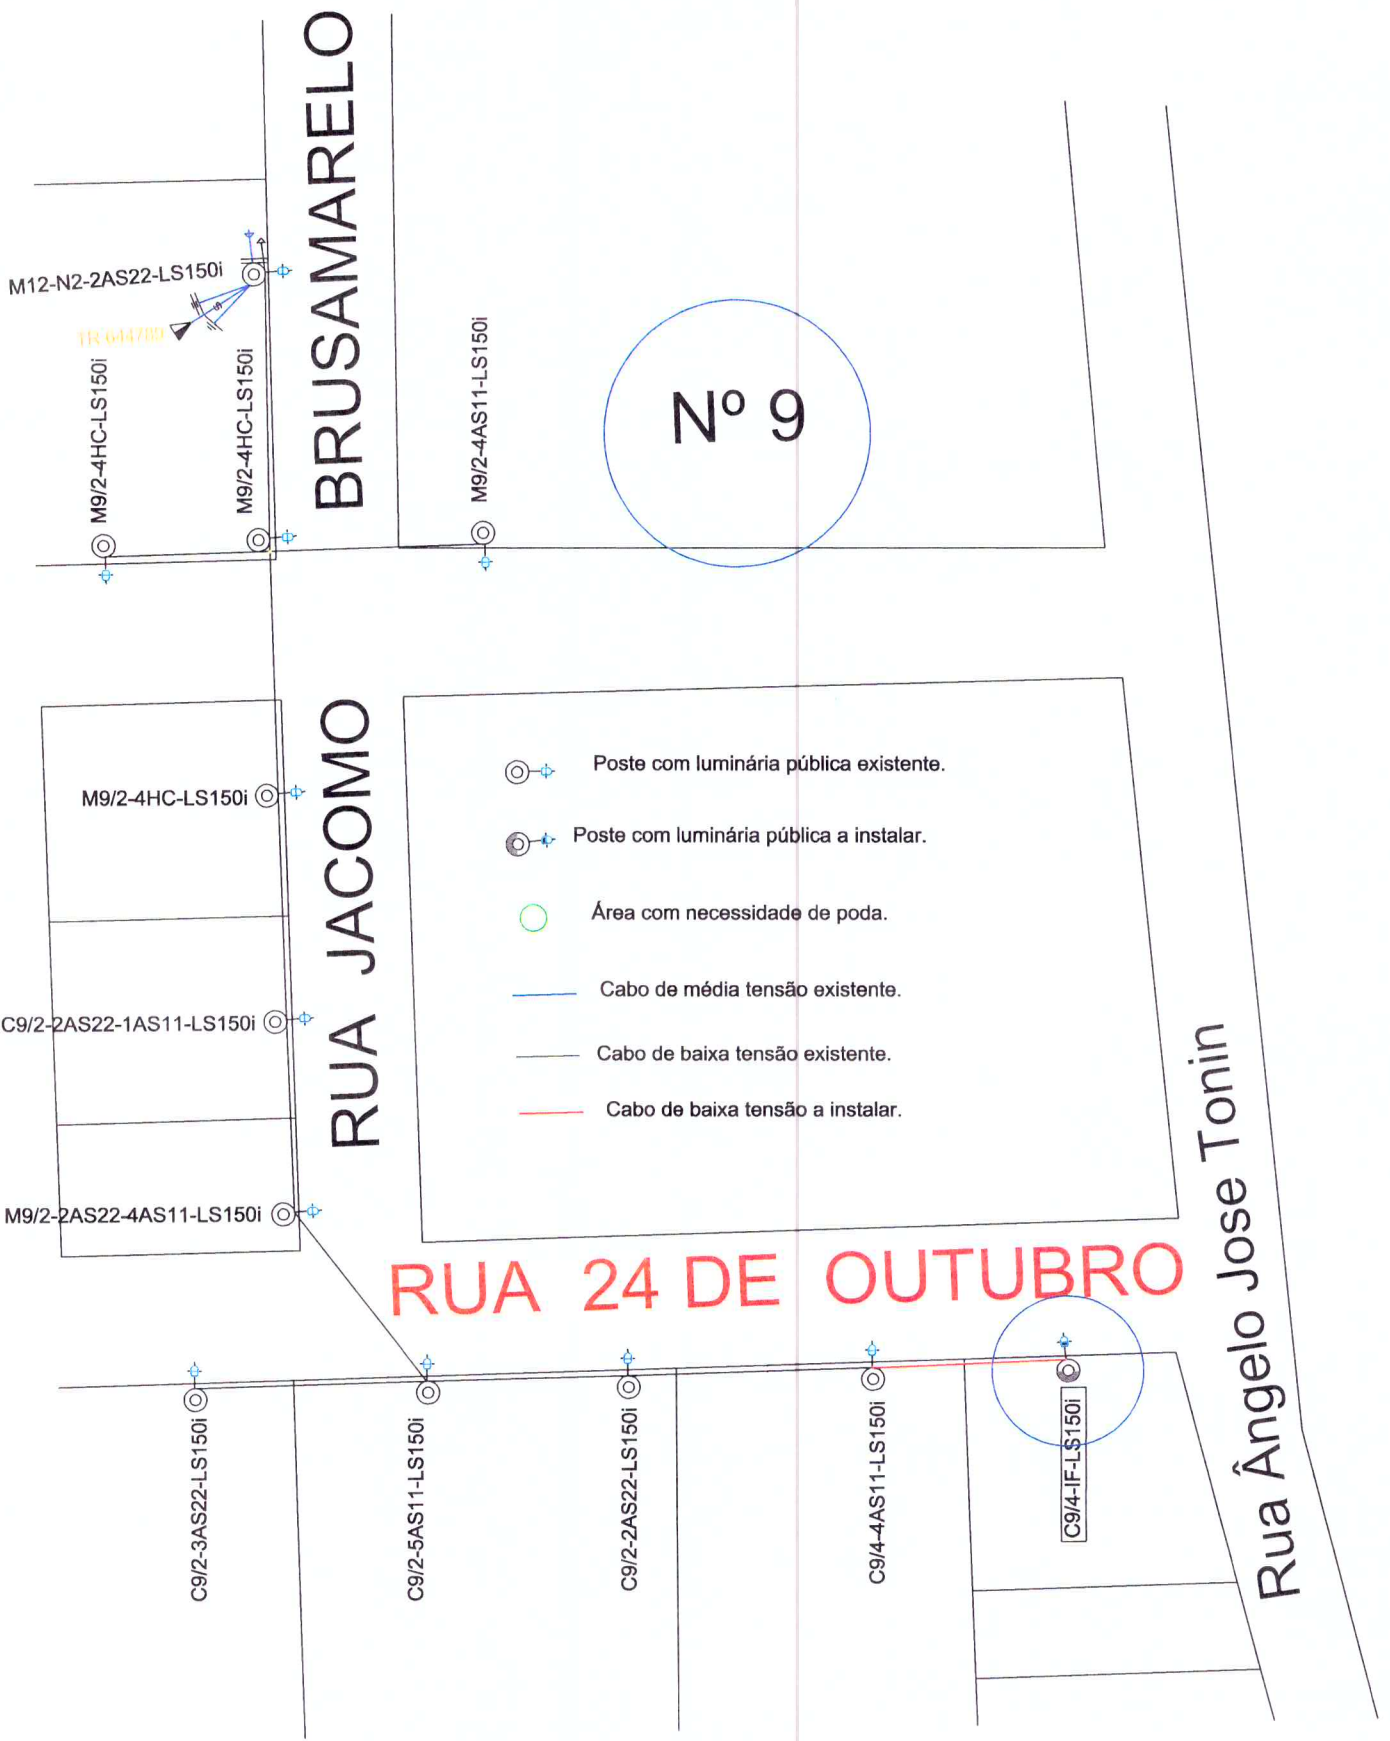 BRUSAMARELO
M12-N2-2AS22-LS150i
TR-644789
M9/2-4HC-LS150i
M9/2-4HC-LS150i
M9/2-4AS11-LS150i
Nº 9
RUA JACOMO
M9/2-4HC-LS150i
C9/2-2AS22-1AS11-LS150i
M9/2-2AS22-4AS11-LS150i
Poste com luminária pública existente.
Poste com luminária pública a instalar.
Área com necessidade de poda.
Cabo de média tensão existente.
Cabo de baixa tensão existente.
Cabo de baixa tensão a instalar.
RUA 24 DE OUTUBRO
Rua Ângelo Jose Tonin
C9/2-3AS22-LS150i
C9/2-5AS11-LS150i
C9/2-2AS22-LS150i
C9/4-4AS11-LS150i
C9/4-IF-LS150i